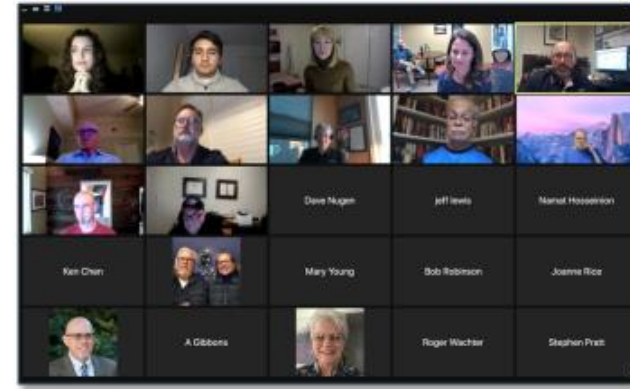 Dave Nugen
jeff lewis
Namat Hosseinion
Ken Chen
Mary Young
Bob Robinson
Joanne Rice
A Gibbons
Roger Wachter
Stephen Pratt